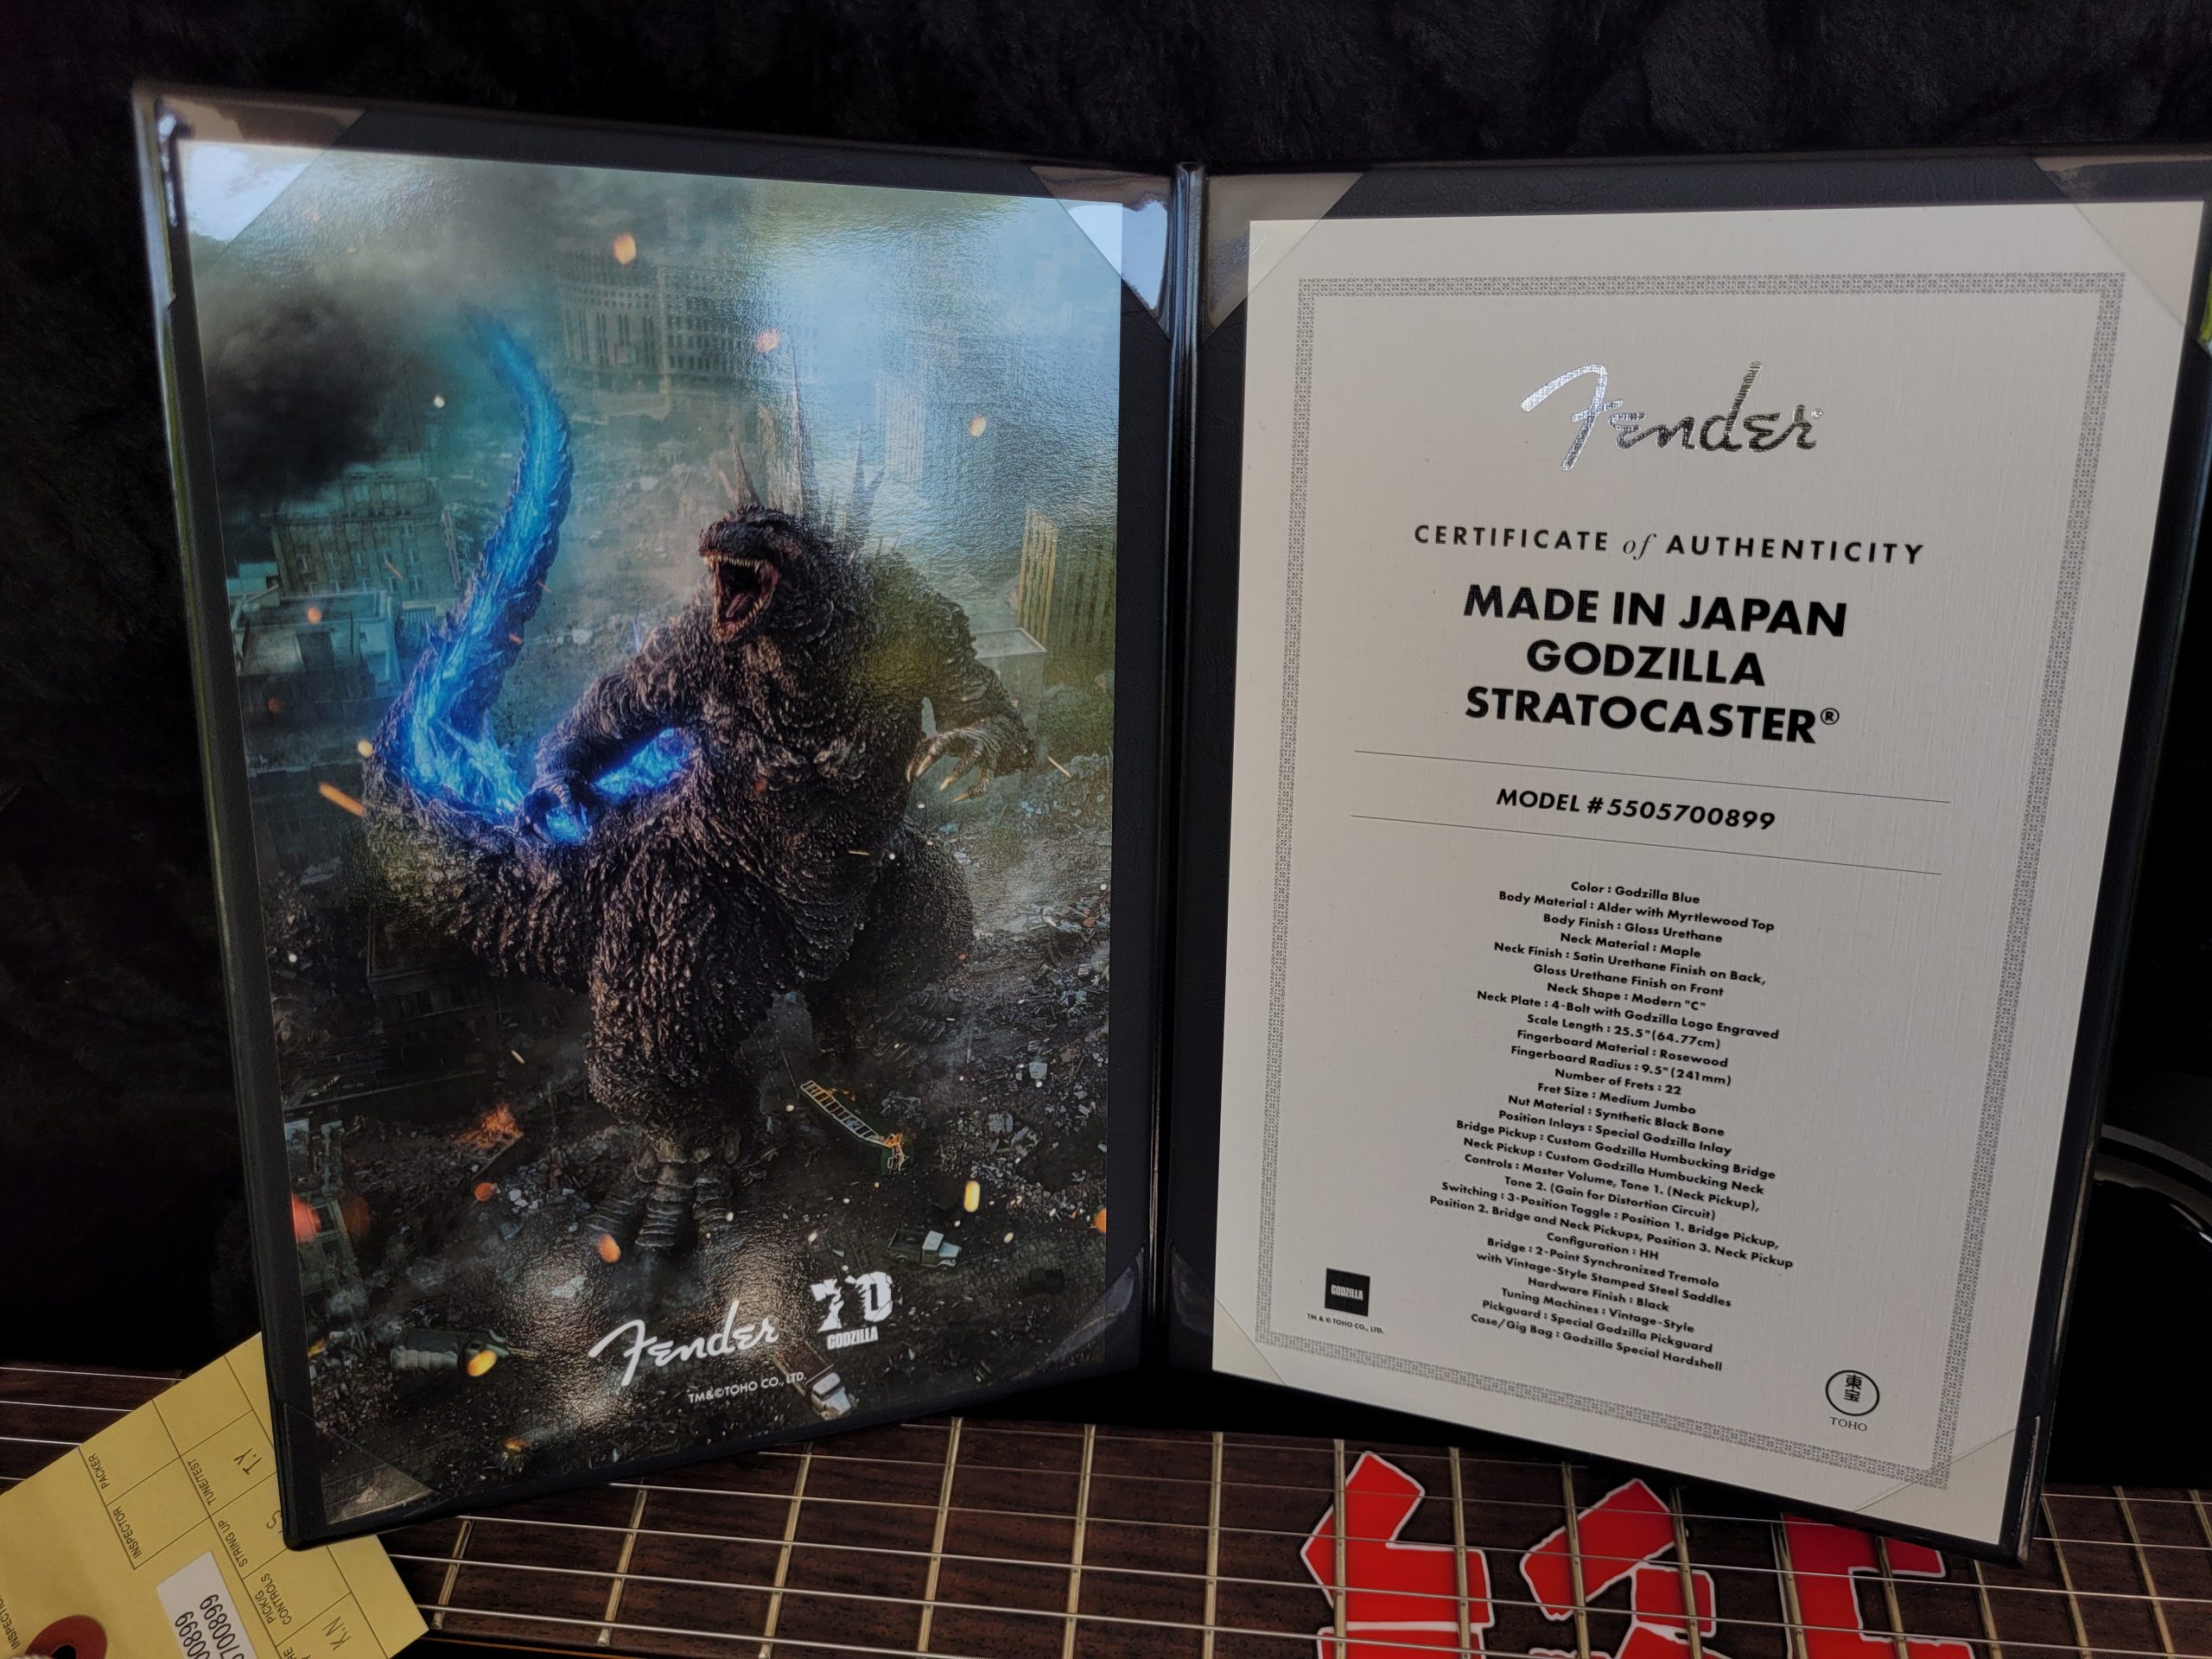 Fender
70
GODZILLA
TM&©TOHO CO., LTD.
Fender®
CERTIFICATE of AUTHENTICITY
MADE IN JAPAN
GODZILLA
STRATOCASTER®
MODEL #5505700899
Color : Godzilla Blue
Body Material : Alder with Myrtlewood Top
Body Finish : Gloss Urethane
Neck Material : Maple
Neck Finish : Satin Urethane Finish on Back,
Gloss Urethane Finish on Front
Neck Shape : Modern "C"
Neck Plate : 4-Bolt with Godzilla Logo Engraved
Scale Length : 25.5" (64.77cm)
Fingerboard Material : Rosewood
Fingerboard Radius : 9.5" (241mm)
Number of Frets : 22
Fret Size : Medium Jumbo
Nut Material : Synthetic Black Bone
Position Inlays : Special Godzilla Inlay
Bridge Pickup : Custom Godzilla Humbucking Bridge
Neck Pickup : Custom Godzilla Humbucking Neck
Controls : Master Volume, Tone 1. (Neck Pickup),
Tone 2. (Gain for Distortion Circuit)
Switching : 3-Position Toggle : Position 1. Bridge Pickup,
Position 2. Bridge and Neck Pickups, Position 3. Neck Pickup
Configuration : HH
Bridge : 2-Point Synchronized Tremolo
with Vintage-Style Stamped Steel Saddles
Hardware Finish : Black
Tuning Machines : Vintage-Style
Pickguard : Special Godzilla Pickguard
Case/Gig Bag : Godzilla Special Hardshell
GODZILLA
TM & © TOHO CO., LTD.
東宝
TOHO
PACKER
INSPECTOR
TUNE/TEST
T.Y
STRING UP
PICK/G
CONTROLS
K.N